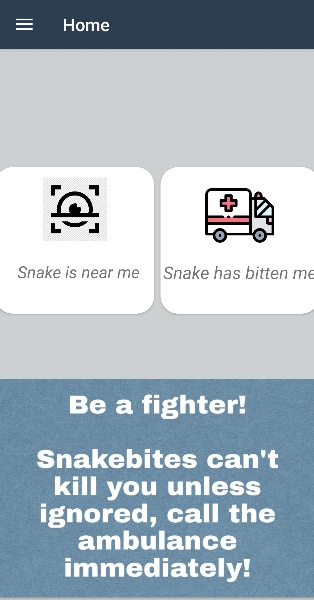 Home
Snake is near me
Snake has bitten me
Be a fighter!
Snakebites can't
kill you unless
ignored, call the
ambulance
immediately!